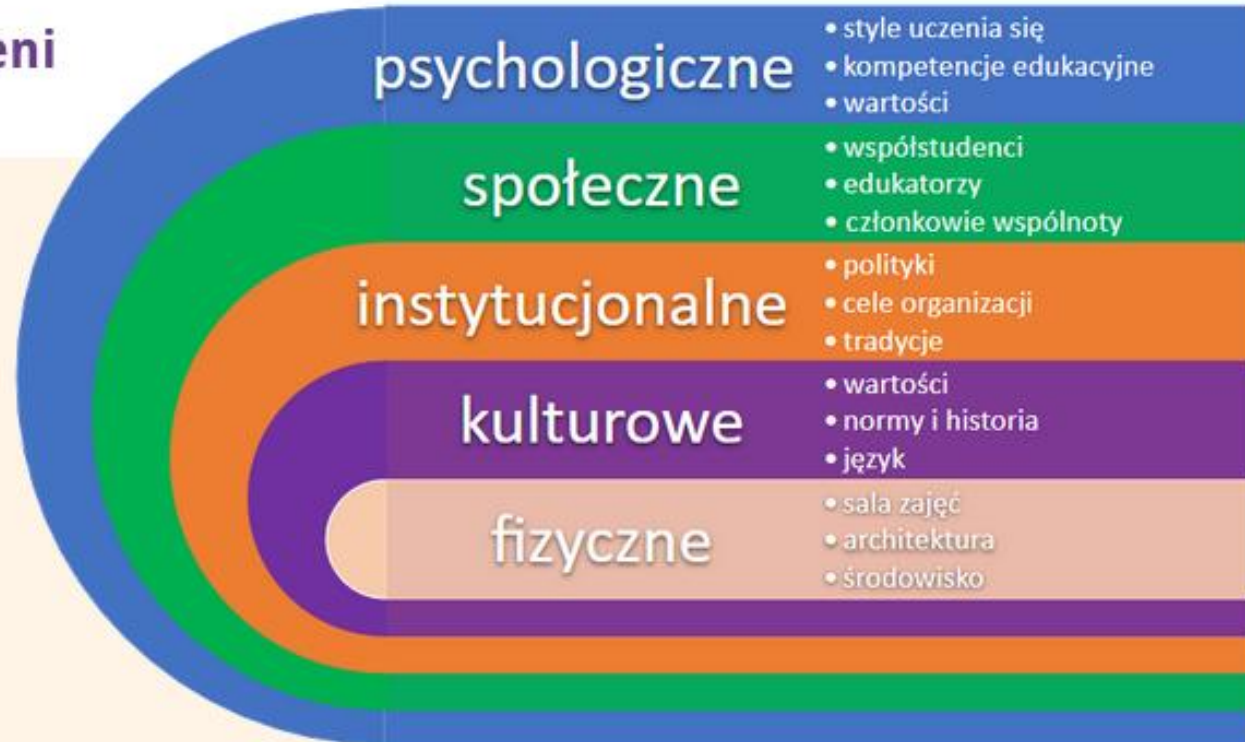 eni
psychologiczne
• style uczenia się
• kompetencje edukacyjne
• wartości
społeczne
• współstudenci
• edukatorzy
• członkowie wspólnoty
instytucjonalne
• polityki
• cele organizacji
• tradycje
kulturowe
• wartości
• normy i historia
• język
fizyczne
• sala zajęć
• architektura
• środowisko